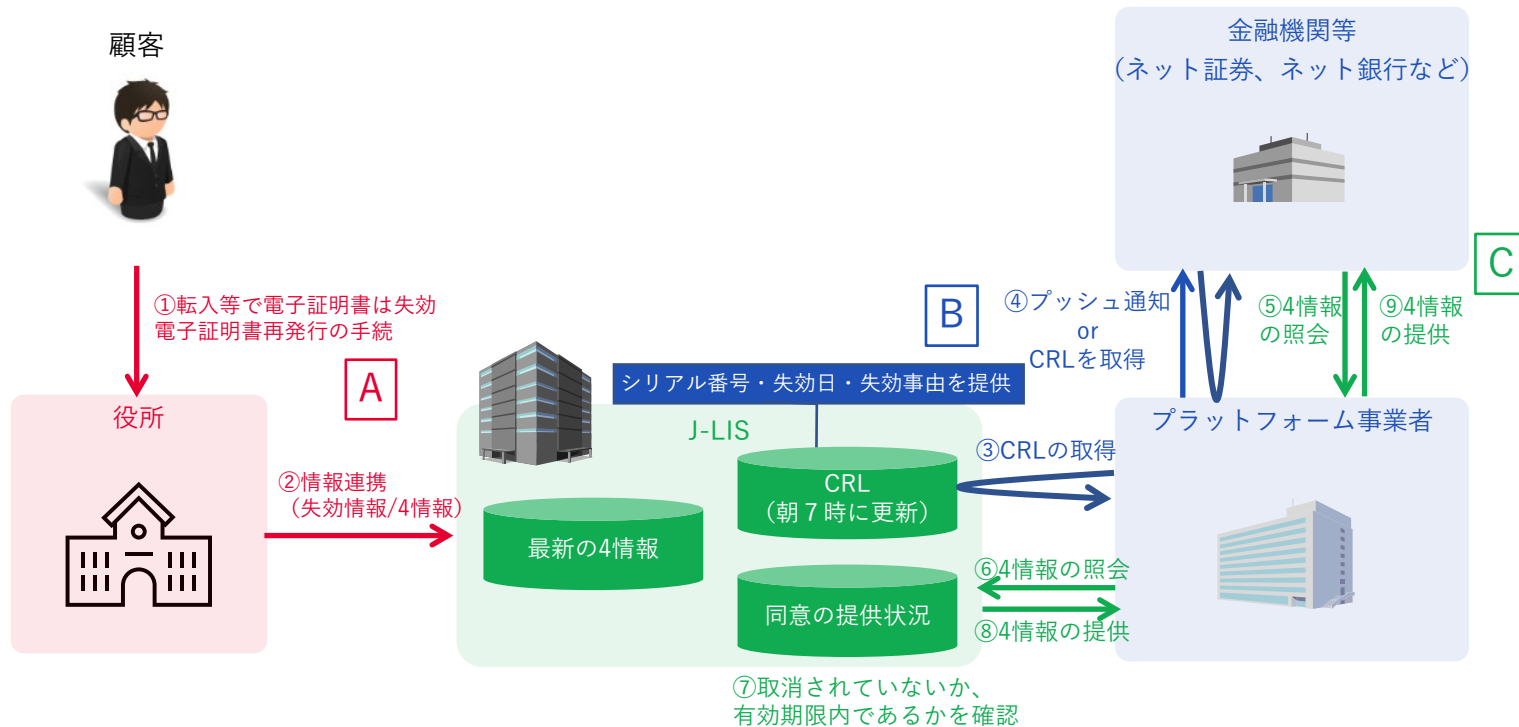 顧客
①転入等で電子証明書は失効
電子証明書再発行の手続
A
役所
②情報連携
（失効情報/4情報）
J-LIS
最新の4情報
シリアル番号・失効日・失効事由を提供
CRL
（朝７時に更新）
同意の提供状況
⑦取消されていないか、
有効期限内であるかを確認
B
③CRLの取得
④プッシュ通知
or
CRLを取得
⑥4情報の照会
⑧4情報の提供
プラットフォーム事業者
金融機関等
（ネット証券、ネット銀行など）
⑤4情報
の照会
⑨4情報
の提供
C